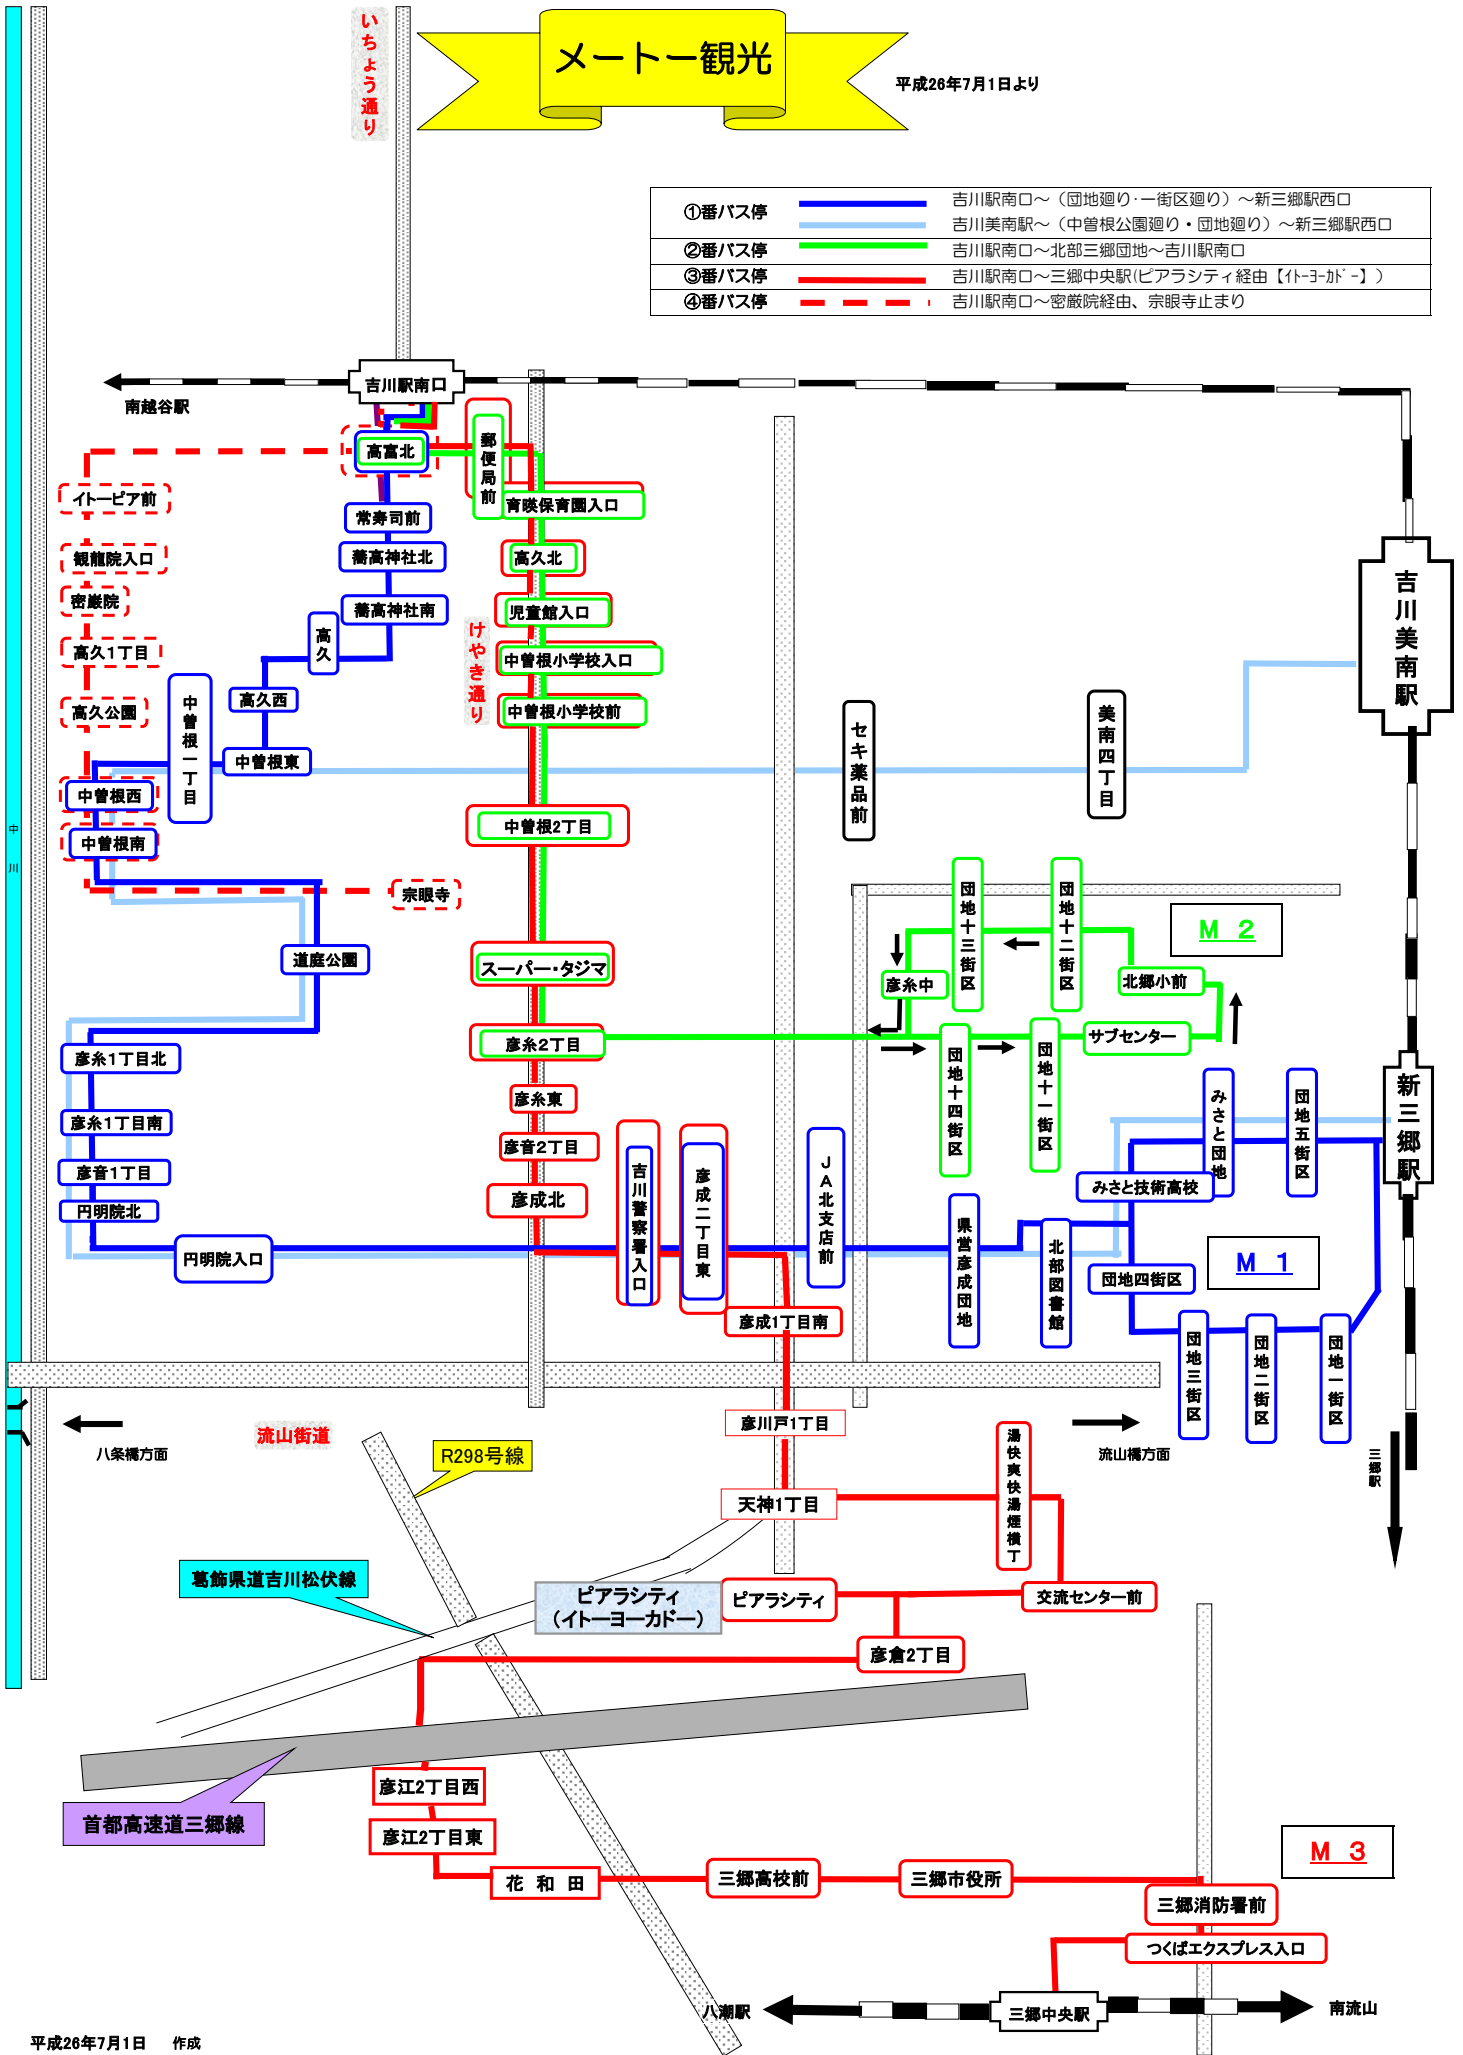 いちょう通り
メートー観光
平成26年7月1日より
①番バス停 吉川駅南口～（団地廻り・一街区廻り）～新三郷駅西口
吉川美南駅～（中曽根公園廻り・団地廻り）～新三郷駅西口
②番バス停 吉川駅南口～北部三郷団地～吉川駅南口
③番バス停 吉川駅南口～三郷中央駅(ピアラシティ経由【ｲﾄｰﾖｰｶﾄﾞｰ】)
④番バス停 吉川駅南口～密厳院経由、宗眼寺止まり
吉川駅南口
南越谷駅
高富北
郵便局前
イトーピア前
常寿司前
育暎保育園入口
観龍院入口
蕎高神社北
高久北
密巌院
蕎高神社南
児童館入口
高久1丁目
高久
けやき通り
中曽根小学校入口
高久公園
高久西
中曽根小学校前
吉川美南駅
中曽根一丁目
中曽根東
セキ薬品前
美南四丁目
中曽根西
中曽根南
中曽根2丁目
中川
宗眼寺
道庭公園
スーパー・タジマ
団地十三街区
団地十二街区
M 2
彦糸中
北郷小前
彦糸1丁目北
彦糸2丁目
団地十四街区
団地十一街区
サブセンター
彦糸東
みさと団地
団地五街区
新三郷駅
彦糸1丁目南
彦音2丁目
彦音1丁目
彦成北
円明院北
円明院入口
吉川警察署入口
彦成二丁目東
JA北支店前
みさと技術高校
県営彦成団地
北部図書館
M 1
団地四街区
彦成1丁目南
団地三街区
団地二街区
団地一街区
八条橋方面
流山街道
R298号線
彦川戸1丁目
流山橋方面
三郷駅
天神1丁目
湯快爽快湯煙横丁
葛飾県道吉川松伏線
ピアラシティ
（イトーヨーカドー）
ピアラシティ
交流センター前
彦倉2丁目
彦江2丁目西
首都高速道三郷線
彦江2丁目東
M 3
花 和 田
三郷高校前
三郷市役所
三郷消防署前
つくばエクスプレス入口
八潮駅
三郷中央駅
南流山
平成26年7月1日 作成